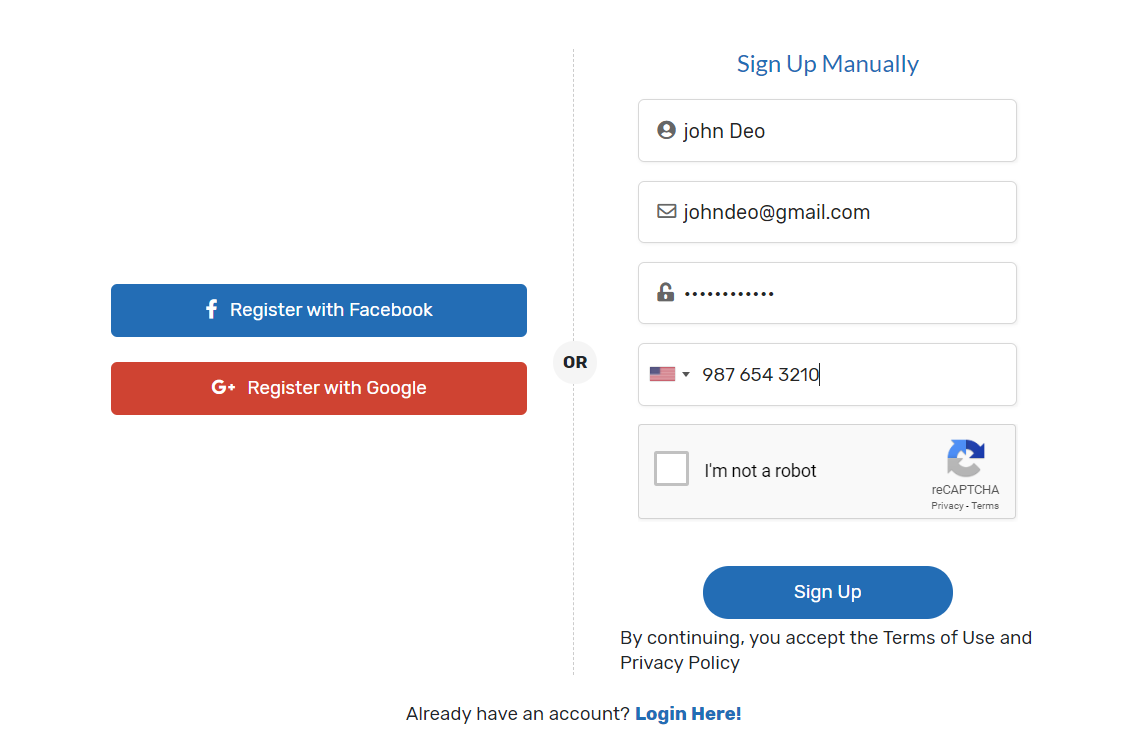 Sign Up Manually
john Deo
johndeo@gmail.com
••••••••••••
987 654 3210
I'm not a robot
reCAPTCHA
Privacy - Terms
Sign Up
By continuing, you accept the Terms of Use and
Privacy Policy
Register with Facebook
G+ Register with Google
OR
Already have an account? Login Here!